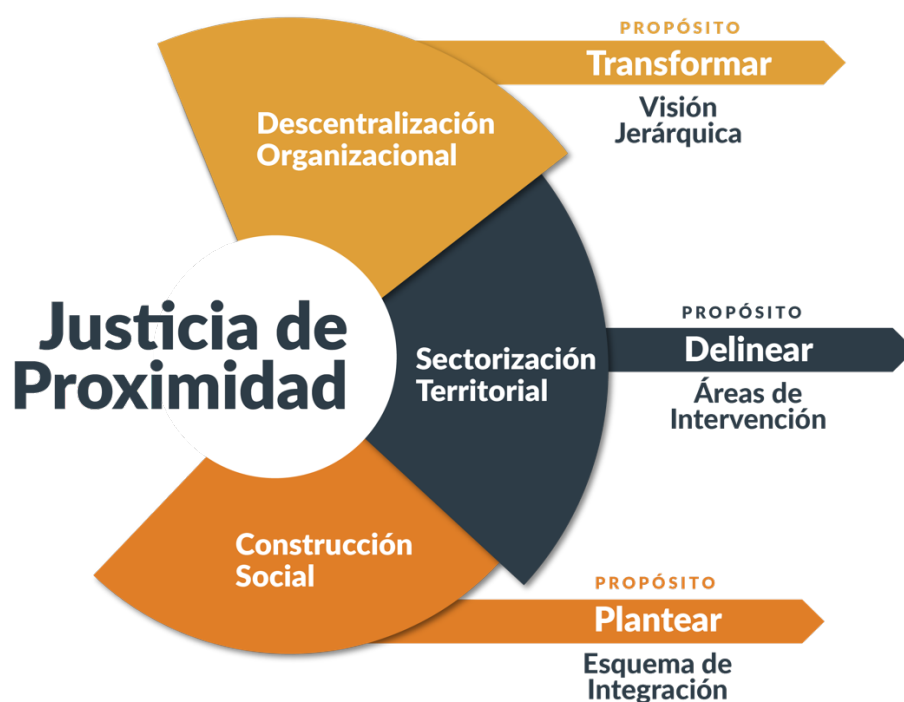 PROPÓSITO
Transformar
Visión
Jerárquica
Descentralización
Organizacional
Justicia de
Proximidad
Sectorización
Territorial
PROPÓSITO
Delinear
Áreas de
Intervención
Construcción
Social
PROPÓSITO
Plantear
Esquema de
Integración